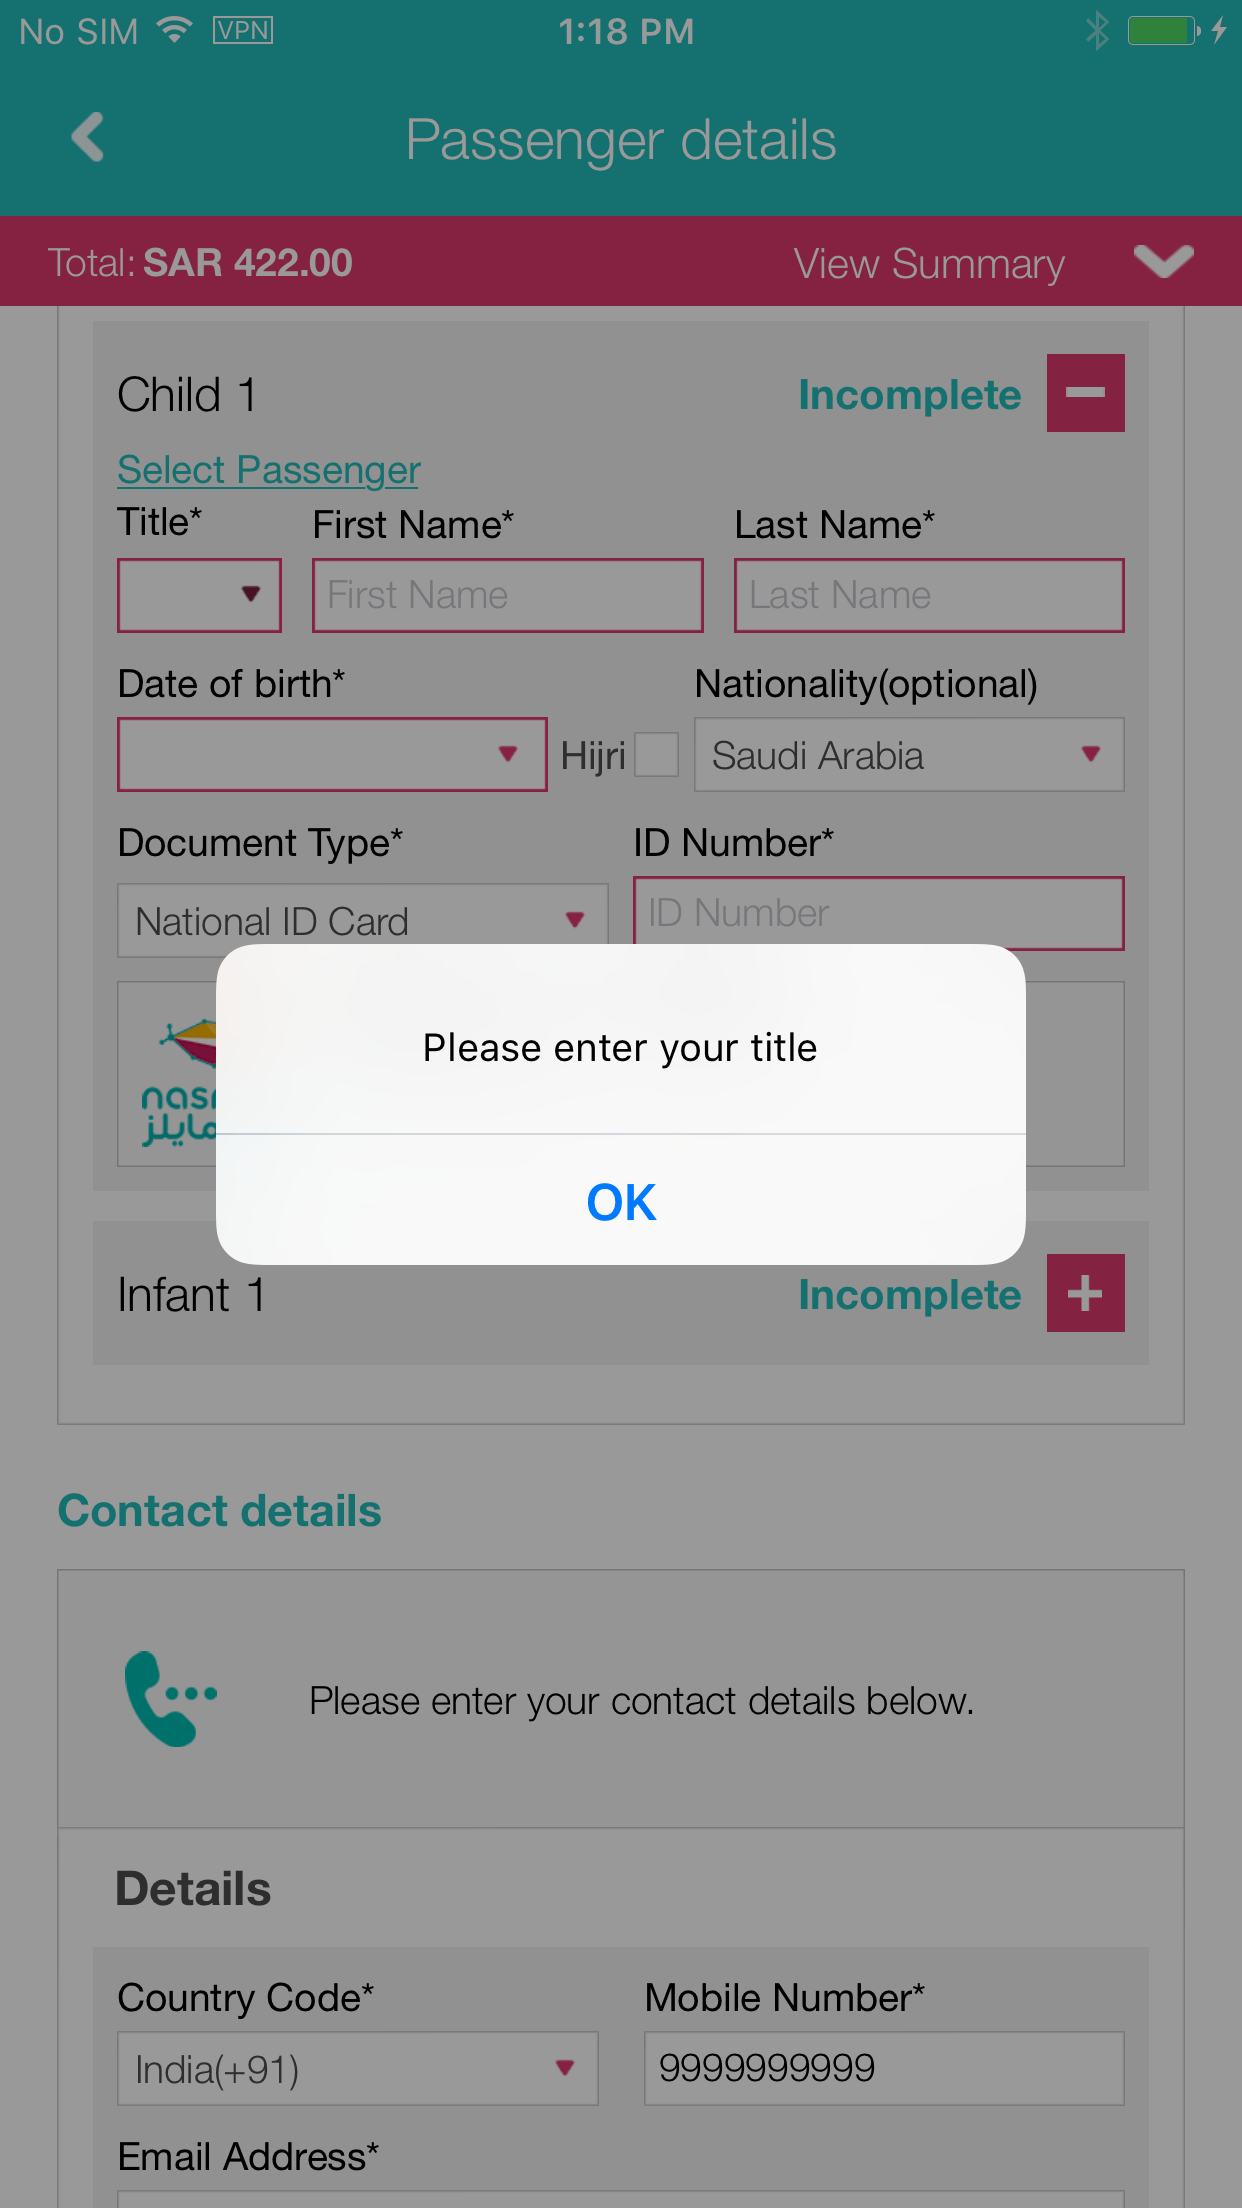 No SIM VPN 1:18 PM
Passenger details
Total: SAR 422.00 View Summary
Child 1 Incomplete
Select Passenger
Title* First Name* Last Name*
First Name Last Name
Date of birth* Nationality(optional)
Hijri Saudi Arabia
Document Type* ID Number*
National ID Card ID Number
Please enter your title
OK
Infant 1 Incomplete
Contact details
Please enter your contact details below.
Details
Country Code* Mobile Number*
India(+91) 9999999999
Email Address*